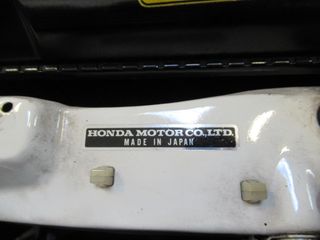 HONDA MOTOR CO., LTD.
MADE IN JAPAN